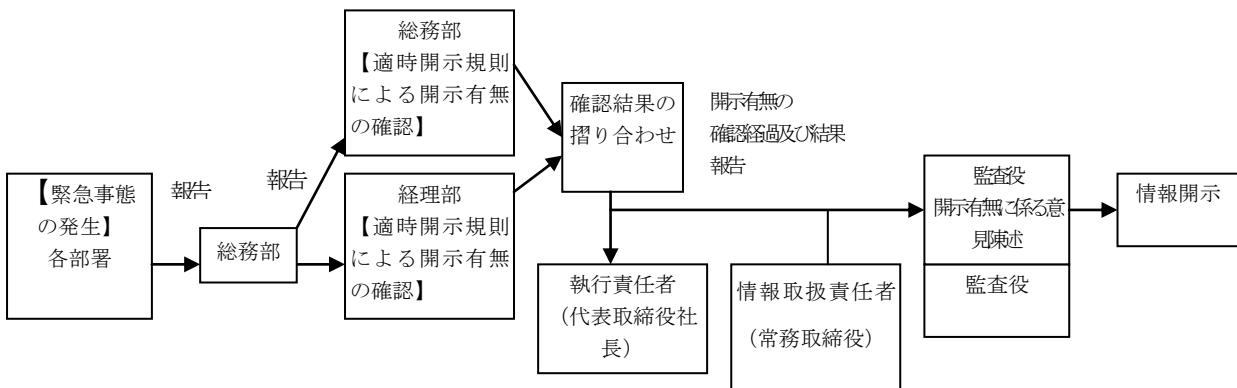 【緊急事態
の発生】
各部署
報告
総務部
報告
総務部
【適時開示規則
による開示有無
の確認】
経理部
【適時開示規則
による開示有無
の確認】
確認結果の
摺り合わせ
開示有無の
確認経過及び結果
報告
執行責任者
（代表取締役社
長）
情報取扱責任者
（常務取締役）
監査役
開示有無に係る意
見陳述
監査役
情報開示